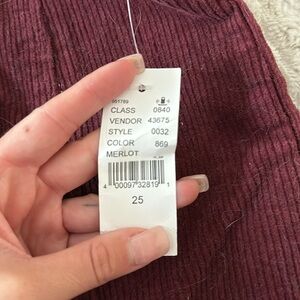 CLASS 0840
VENDOR 43675
STYLE 0032
COLOR 869
MERLOT
4 00097 32819 1
25